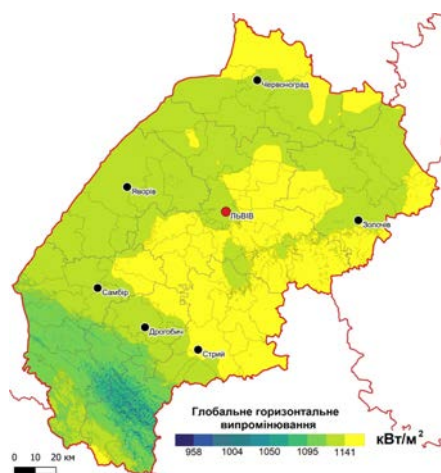 Червоноград
Яворів
ЛЬВІВ
Золочів
Самбір
Дрогобич
Стрий
Глобальне горизонтальне
випромінювання
кВт/м²
958 1004 1050 1095 1141
0 10 20 км